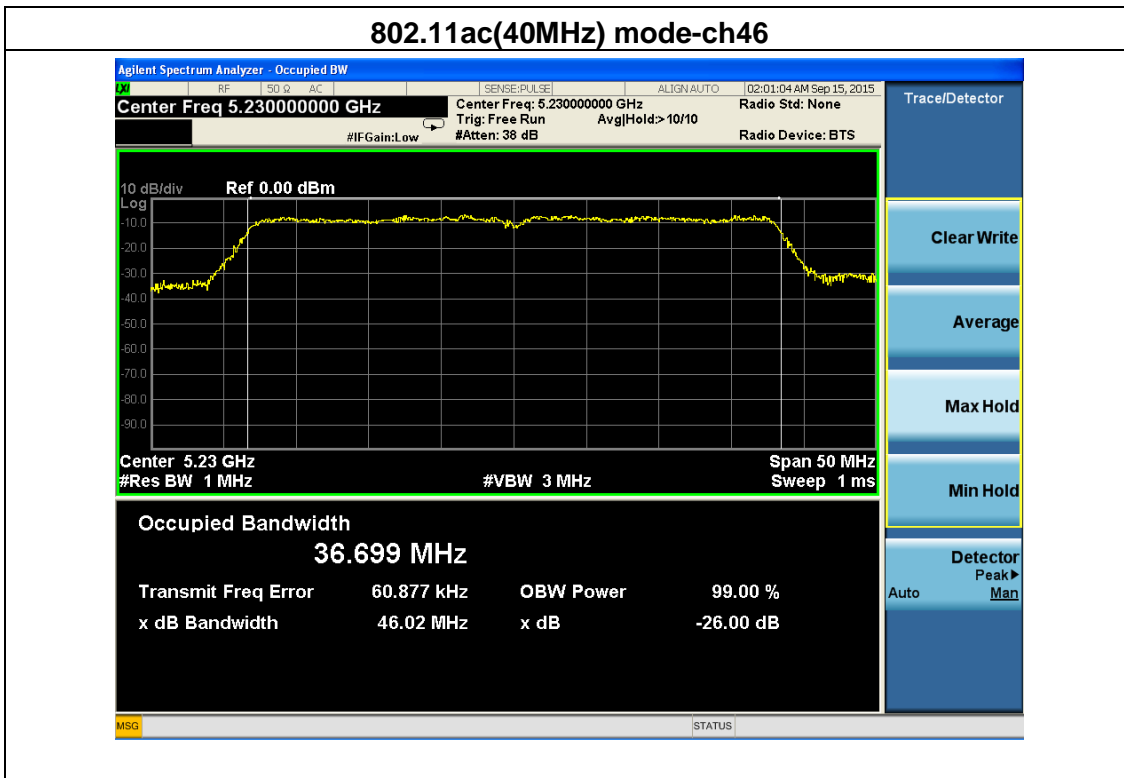 802.11ac(40MHz) mode-ch46
Agilent Spectrum Analyzer - Occupied BW
LXI RF 50 Ω AC SENSE:PULSE ALIGN AUTO 02:01:04 AM Sep 15, 2015
Center Freq 5.230000000 GHz Center Freq: 5.230000000 GHz Radio Std: None
Trig: Free Run Avg|Hold:> 10/10
#IFGain:Low #Atten: 38 dB Radio Device: BTS
Trace/Detector
10 dB/div Ref 0.00 dBm
Log
-10.0
-20.0
-30.0
-40.0
-50.0
-60.0
-70.0
-80.0
-90.0
Center 5.23 GHz Span 50 MHz
#Res BW 1 MHz #VBW 3 MHz Sweep 1 ms
Clear Write
Average
Max Hold
Min Hold
Detector
Peak▶
Auto Man
Occupied Bandwidth
36.699 MHz
Transmit Freq Error 60.877 kHz OBW Power 99.00 %
x dB Bandwidth 46.02 MHz x dB -26.00 dB
MSG STATUS